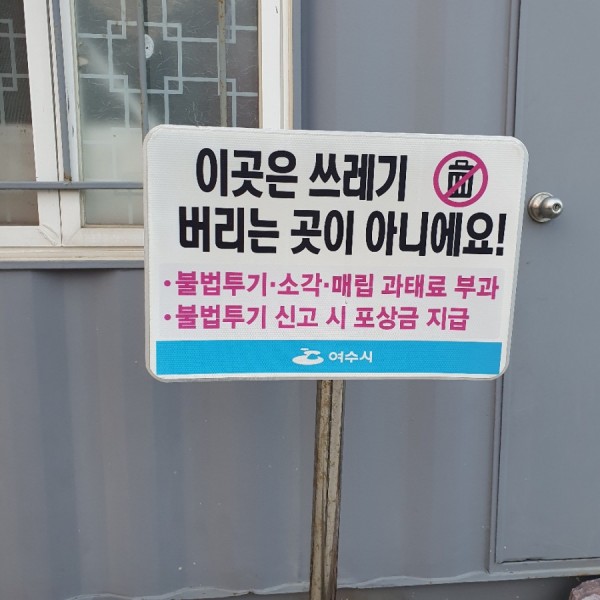 이곳은 쓰레기
버리는 곳이 아니에요!
•불법투기·소각·매립 과태료 부과
•불법투기 신고 시 포상금 지급
여수시